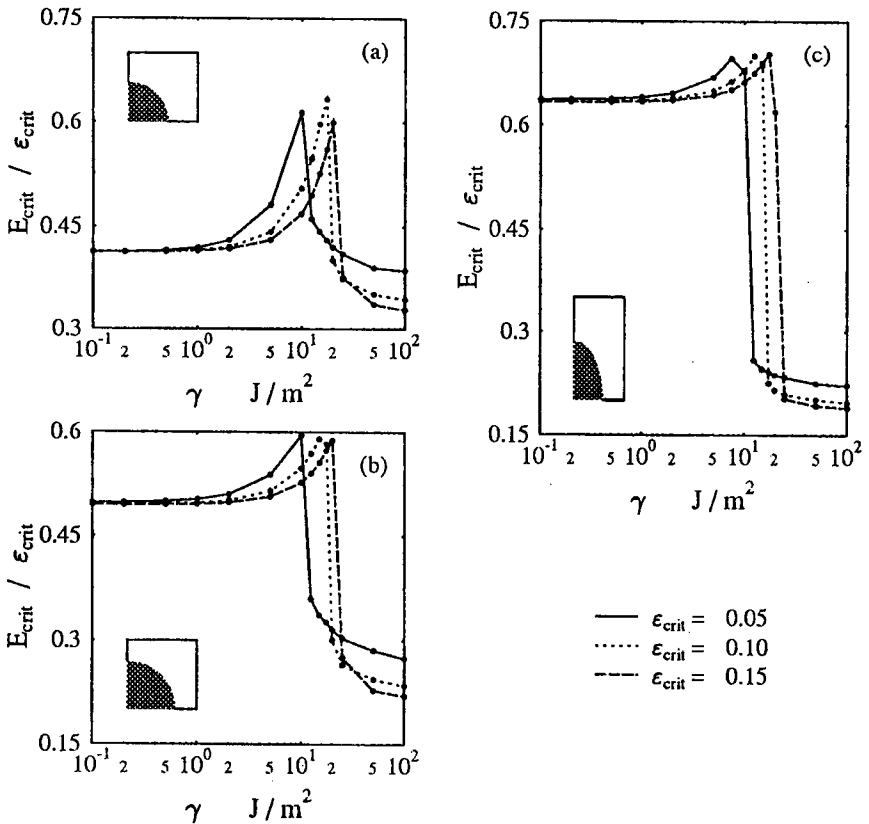 0.75
(a)
0.6
0.45
0.3
E_crit / ε_crit
10^-1 2 5 10^0 2 5 10^1 2 5 10^2
γ J / m^2
0.6
(b)
0.45
0.3
0.15
E_crit / ε_crit
10^-1 2 5 10^0 2 5 10^1 2 5 10^2
γ J / m^2
0.75
(c)
0.6
0.45
0.3
0.15
E_crit / ε_crit
10^-1 2 5 10^0 2 5 10^1 2 5 10^2
γ J / m^2
ε_crit = 0.05
ε_crit = 0.10
ε_crit = 0.15